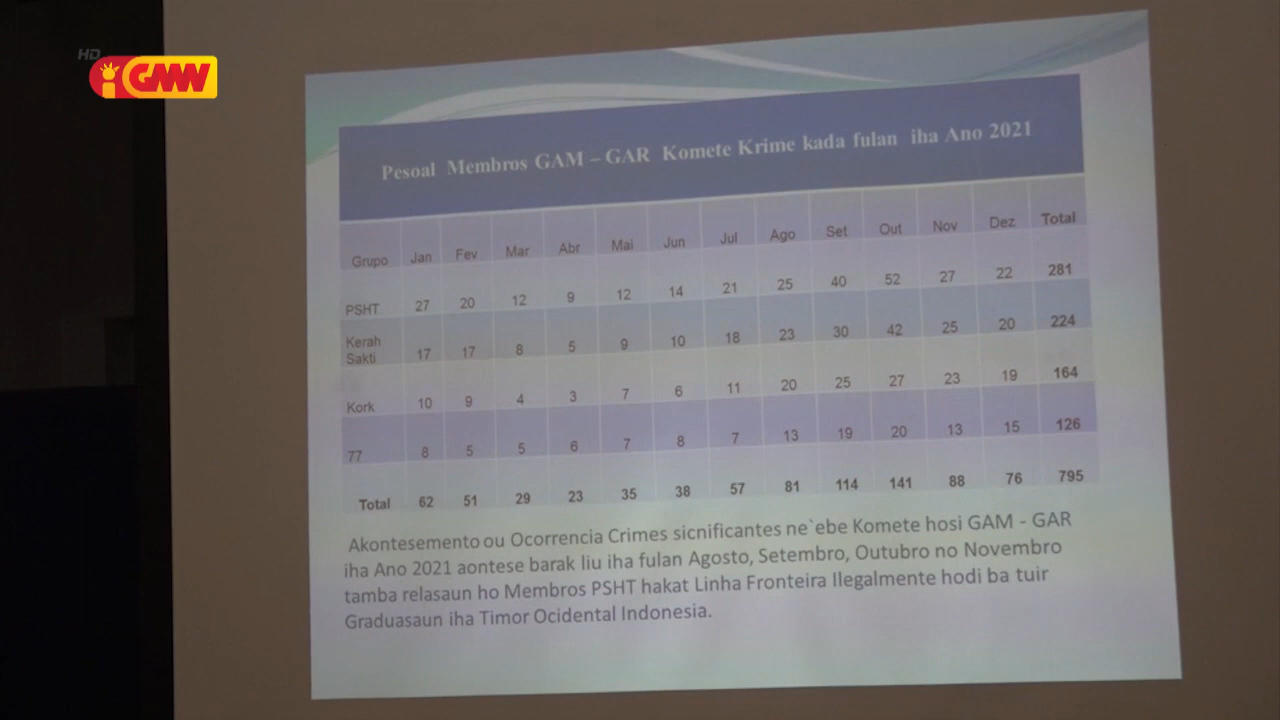 HD
GMN
Pesoal Membros GAM – GAR Komete Krime kada fulan iha Ano 2021
Grupo Jan Fev Mar Abr Mai Jun Jul Ago Set Out Nov Dez Total
PSHT 27 20 12 9 12 14 21 25 40 52 27 22 281
Kerah
Sakti 17 17 8 5 9 10 18 23 30 42 25 20 224
Kork 10 9 4 3 7 6 11 20 25 27 23 19 164
77 8 5 5 6 7 8 7 13 19 20 13 15 126
Total 62 51 29 23 35 38 57 81 114 141 88 76 795
Akontesemento ou Ocorrencia Crimes sicnificantes ne`ebe Komete hosi GAM - GAR
iha Ano 2021 aontese barak liu iha fulan Agosto, Setembro, Outubro no Novembro
tamba relasaun ho Membros PSHT hakat Linha Fronteira Ilegalmente hodi ba tuir
Graduasaun iha Timor Ocidental Indonesia.